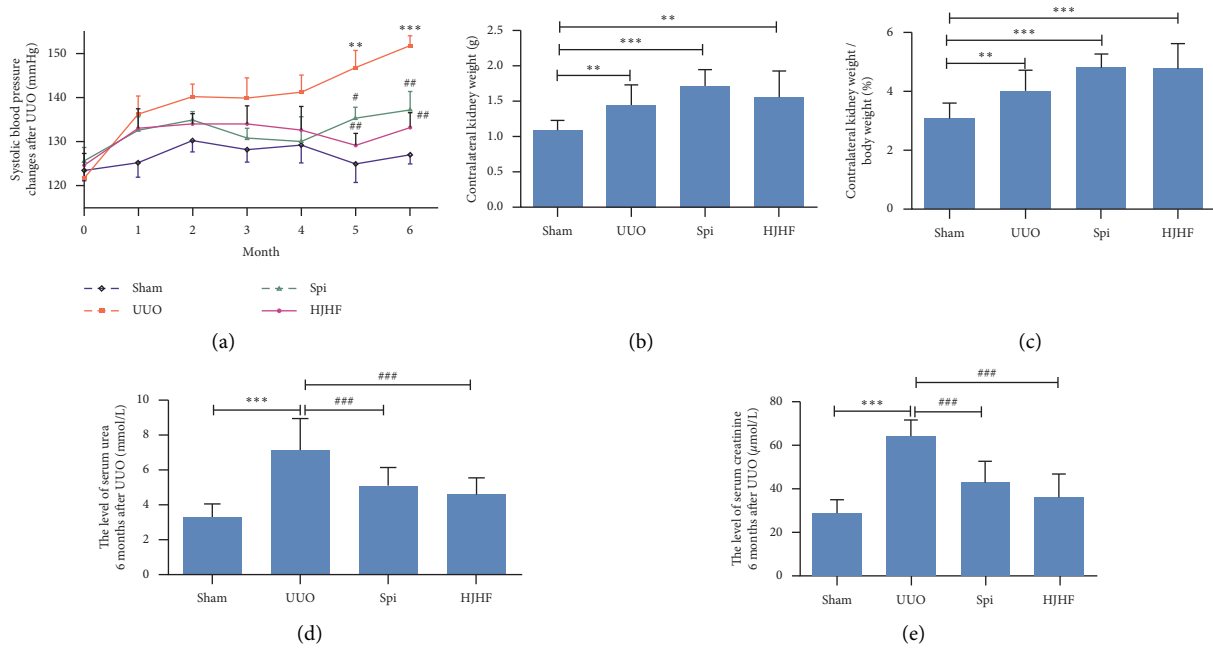 Systolic blood pressure
changes after UUO (mmHg)
150
140
130
120
**
***
#
##
##
##
0
1
2
3
4
5
6
Month
Sham
UUO
Spi
HJHF
(a)
Contralateral kidney weight (g)
2.5
2.0
1.5
1.0
0.5
0.0
**
***
**
Sham
UUO
Spi
HJHF
(b)
Contralateral kidney weight /
body weight (%)
6
4
2
0
***
***
**
Sham
UUO
Spi
HJHF
(c)
The level of serum urea
6 months after UUO (mmol/L)
10
8
6
4
2
0
###
***
###
Sham
UUO
Spi
HJHF
(d)
The level of serum creatinine
6 months after UUO (μmol/L)
80
60
40
20
0
###
***
###
Sham
UUO
Spi
HJHF
(e)